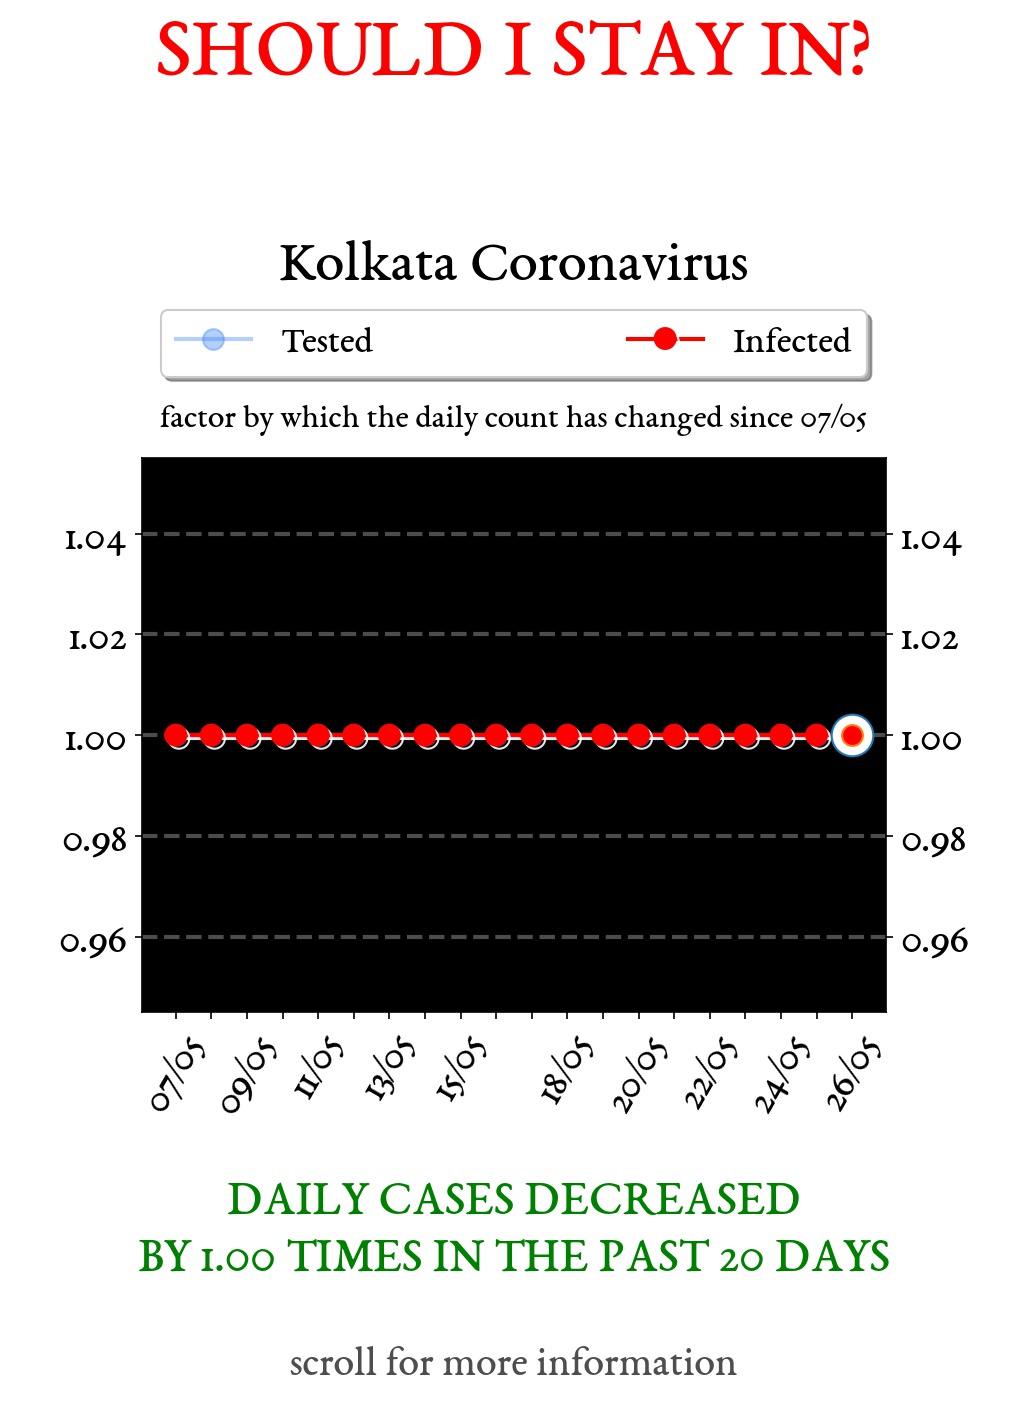 SHOULD I STAY IN?
Kolkata Coronavirus
Tested Infected
factor by which the daily count has changed since 07/05
1.04 1.04
1.02 1.02
1.00 1.00
0.98 0.98
0.96 0.96
07/05 09/05 11/05 13/05 15/05 18/05 20/05 22/05 24/05 26/05
DAILY CASES DECREASED
BY 1.00 TIMES IN THE PAST 20 DAYS
scroll for more information